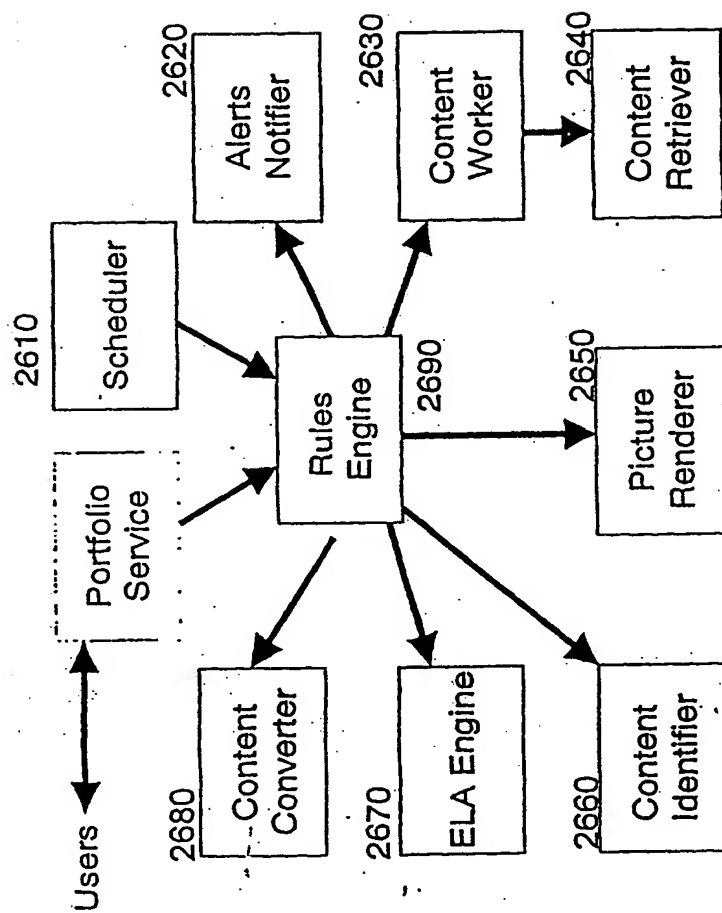 Users
Portfolio
Service
2610
Scheduler
2620
Alerts
Notifier
2680
Content
Converter
Rules
Engine
2690
2630
Content
Worker
2670
ELA Engine
2660
Content
Identifier
2650
Picture
Renderer
2640
Content
Retriever